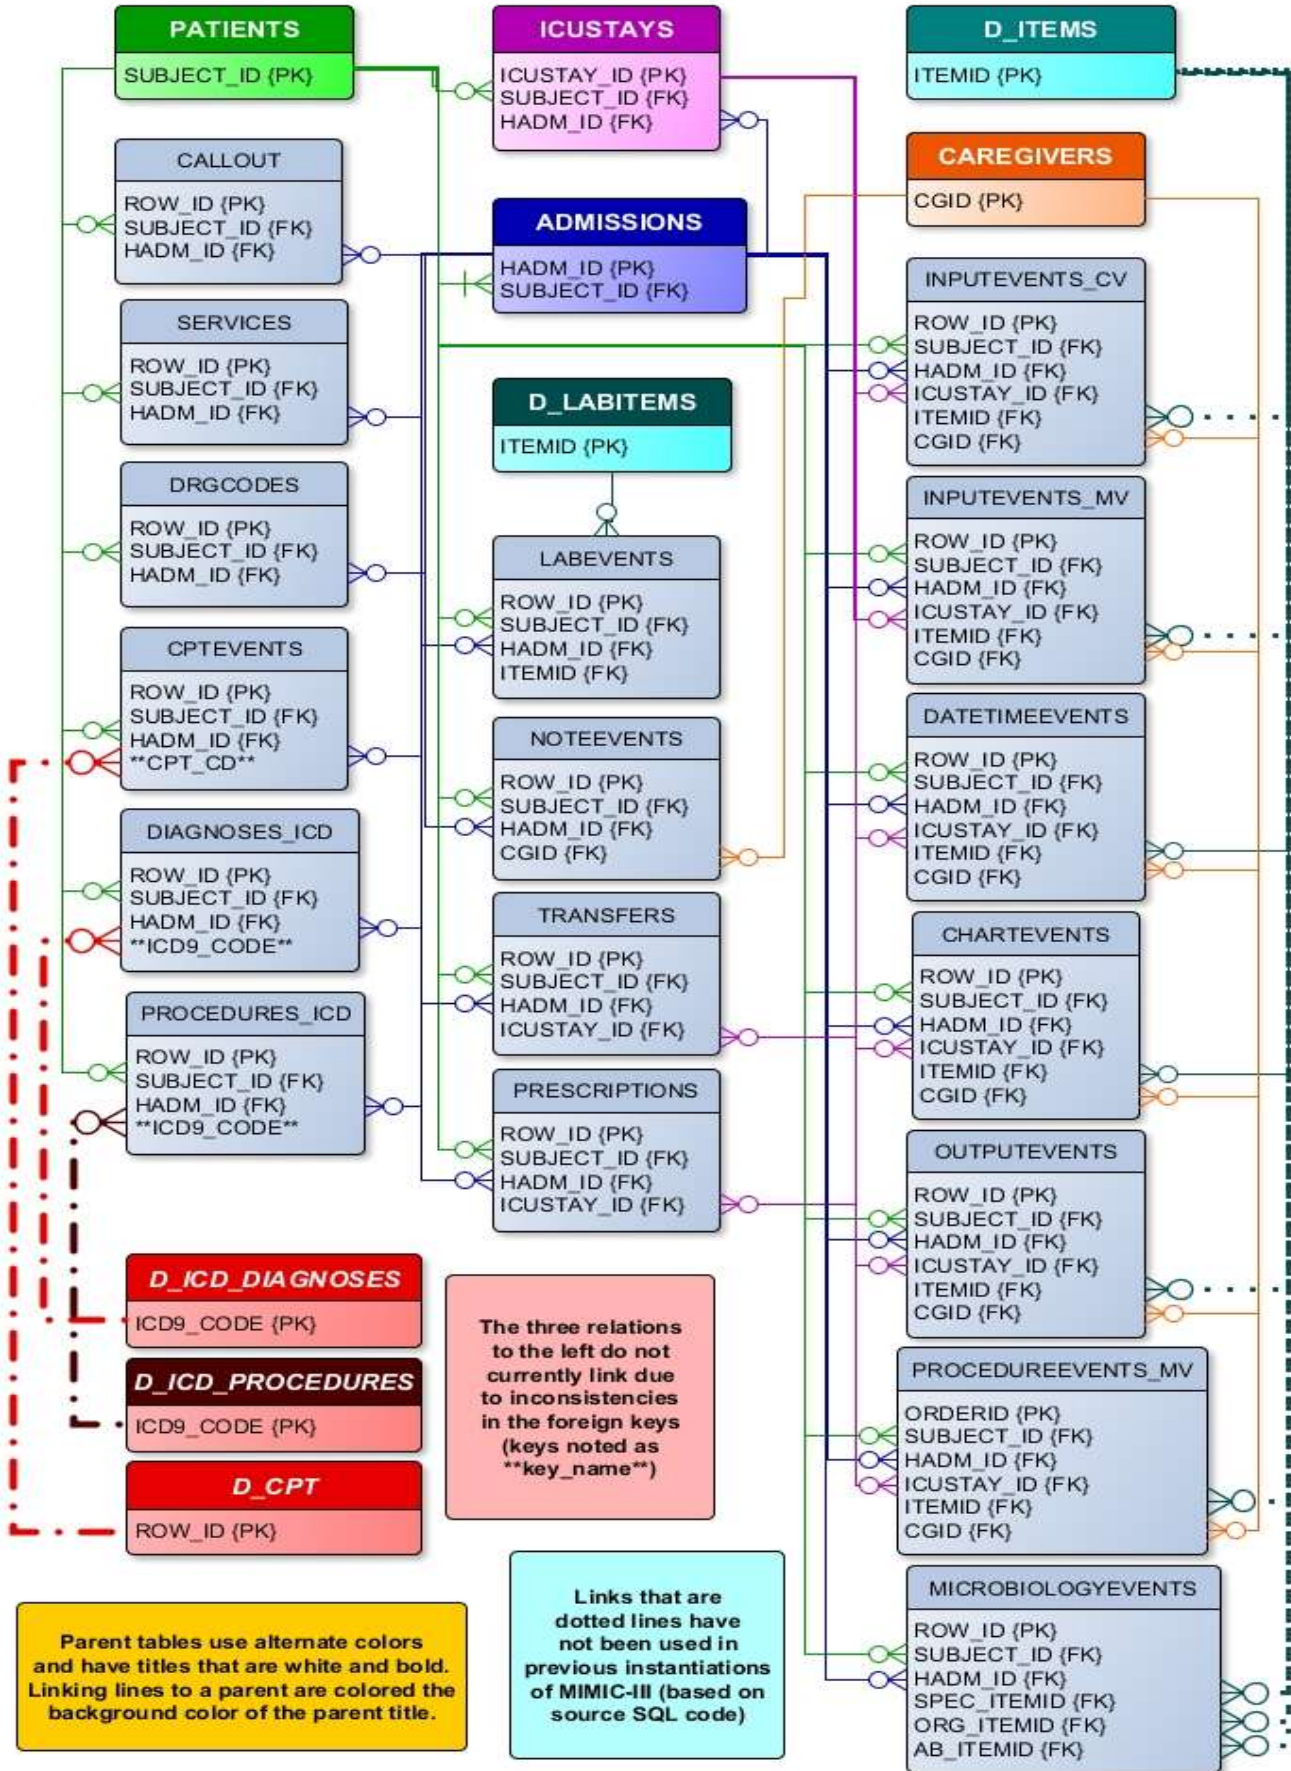 PATIENTS
SUBJECT_ID {PK}
CALLOUT
ROW_ID {PK}
SUBJECT_ID {FK}
HADM_ID {FK}
SERVICES
ROW_ID {PK}
SUBJECT_ID {FK}
HADM_ID {FK}
DRGCODES
ROW_ID {PK}
SUBJECT_ID {FK}
HADM_ID {FK}
CPTEVENTS
ROW_ID {PK}
SUBJECT_ID {FK}
HADM_ID {FK}
**CPT_CD**
DIAGNOSES_ICD
ROW_ID {PK}
SUBJECT_ID {FK}
HADM_ID {FK}
**ICD9_CODE**
PROCEDURES_ICD
ROW_ID {PK}
SUBJECT_ID {FK}
HADM_ID {FK}
**ICD9_CODE**
D_ICD_DIAGNOSES
ICD9_CODE {PK}
D_ICD_PROCEDURES
ICD9_CODE {PK}
D_CPT
ROW_ID {PK}
Parent tables use alternate colors
and have titles that are white and bold.
Linking lines to a parent are colored the
background color of the parent title.
ICUSTAYS
ICUSTAY_ID {PK}
SUBJECT_ID {FK}
HADM_ID {FK}
ADMISSIONS
HADM_ID {PK}
SUBJECT_ID {FK}
D_LABITEMS
ITEMID {PK}
LABEVENTS
ROW_ID {PK}
SUBJECT_ID {FK}
HADM_ID {FK}
ITEMID {FK}
NOTEEVENTS
ROW_ID {PK}
SUBJECT_ID {FK}
HADM_ID {FK}
CGID {FK}
TRANSFERS
ROW_ID {PK}
SUBJECT_ID {FK}
HADM_ID {FK}
ICUSTAY_ID {FK}
PRESCRIPTIONS
ROW_ID {PK}
SUBJECT_ID {FK}
HADM_ID {FK}
ICUSTAY_ID {FK}
The three relations
to the left do not
currently link due
to inconsistencies
in the foreign keys
(keys noted as
**key_name**)
Links that are
dotted lines have
not been used in
previous instantiations
of MIMIC-III (based on
source SQL code)
D_ITEMS
ITEMID {PK}
CAREGIVERS
CGID {PK}
INPUTEVENTS_CV
ROW_ID {PK}
SUBJECT_ID {FK}
HADM_ID {FK}
ICUSTAY_ID {FK}
ITEMID {FK}
CGID {FK}
INPUTEVENTS_MV
ROW_ID {PK}
SUBJECT_ID {FK}
HADM_ID {FK}
ICUSTAY_ID {FK}
ITEMID {FK}
CGID {FK}
DATETIMEEVENTS
ROW_ID {PK}
SUBJECT_ID {FK}
HADM_ID {FK}
ICUSTAY_ID {FK}
ITEMID {FK}
CGID {FK}
CHARTEVENTS
ROW_ID {PK}
SUBJECT_ID {FK}
HADM_ID {FK}
ICUSTAY_ID {FK}
ITEMID {FK}
CGID {FK}
OUTPUTEVENTS
ROW_ID {PK}
SUBJECT_ID {FK}
HADM_ID {FK}
ICUSTAY_ID {FK}
ITEMID {FK}
CGID {FK}
PROCEDUREEVENTS_MV
ORDERID {PK}
SUBJECT_ID {FK}
HADM_ID {FK}
ICUSTAY_ID {FK}
ITEMID {FK}
CGID {FK}
MICROBIOLOGYEVENTS
ROW_ID {PK}
SUBJECT_ID {FK}
HADM_ID {FK}
SPEC_ITEMID {FK}
ORG_ITEMID {FK}
AB_ITEMID {FK}